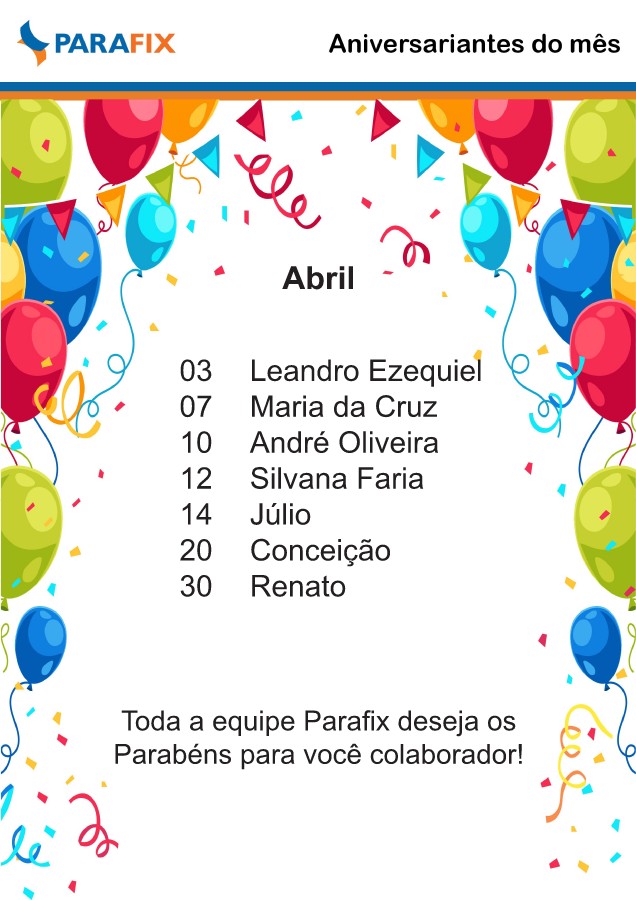 PARAFIX
Aniversariantes do mês
Abril
03 Leandro Ezequiel
07 Maria da Cruz
10 André Oliveira
12 Silvana Faria
14 Júlio
20 Conceição
30 Renato
Toda a equipe Parafix deseja os
Parabéns para você colaborador!